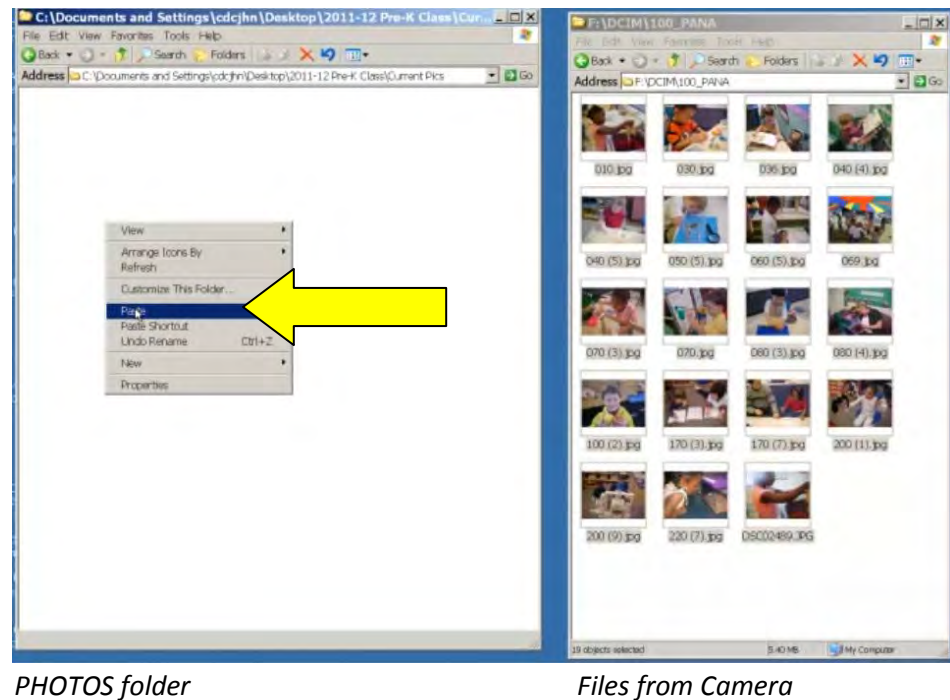 C:\Documents and Settings\cdcjhn\Desktop\2011-12 Pre-K Class\Cur...
File Edit View Favorites Tools Help
Back Search Folders
Address C:\Documents and Settings\cdcjhn\Desktop\2011-12 Pre-K Class\Current Pics Go
View
Arrange Icons By
Refresh
Customize This Folder...
Paste
Paste Shortcut
Undo Rename Ctrl+Z
New
Properties
F:\DCIM\100_PANA
File Edit View Favorites Tools Help
Back Search Folders
Address F:\DCIM\100_PANA Go
010.jpg 030.jpg 036.jpg 040 (4).jpg
040 (5).jpg 050 (5).jpg 060 (5).jpg 069.jpg
070 (3).jpg 070.jpg 080 (3).jpg 080 (4).jpg
100 (2).jpg 170 (3).jpg 170 (7).jpg 200 (1).jpg
200 (9).jpg 220 (7).jpg DSC02489.JPG
19 objects selected 5.40 MB My Computer
PHOTOS folder Files from Camera